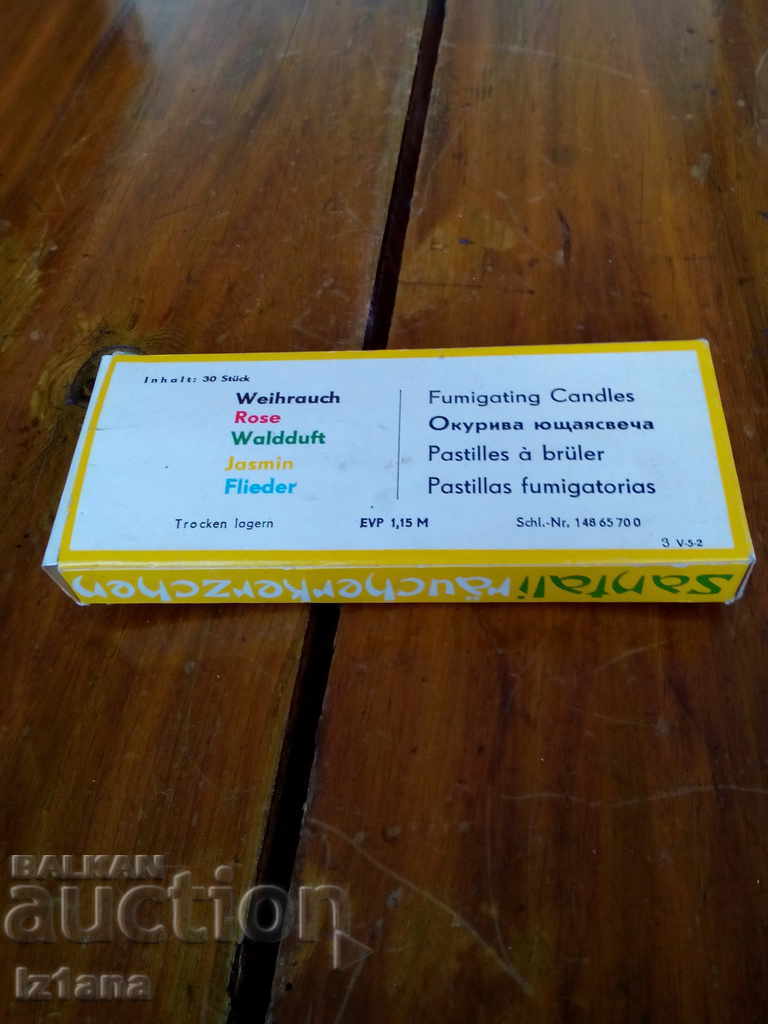 Inhalt: 30 Stück
Weihrauch
Rose
Waldduft
Jasmin
Flieder
Fumigating Candles
Окурива ющаясвеча
Pastilles à brüler
Pastillas fumigatorias
Trocken lagern EVP 1,15 M Schl.-Nr. 148 65 70 0
3 V-5-2
Santali räucherkerzchen
BALKAN
auction
Iz1ana